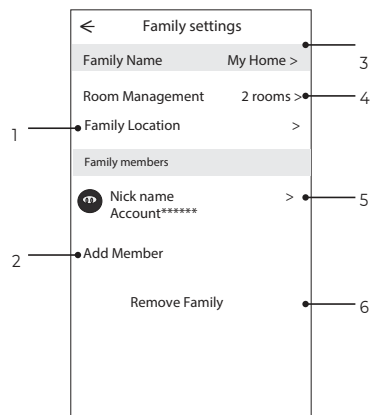 Family settings
Family Name My Home >
3
Room Management 2 rooms >
4
1
Family Location >
Family members
Nick name >
5
Account******
2
Add Member
Remove Family
6